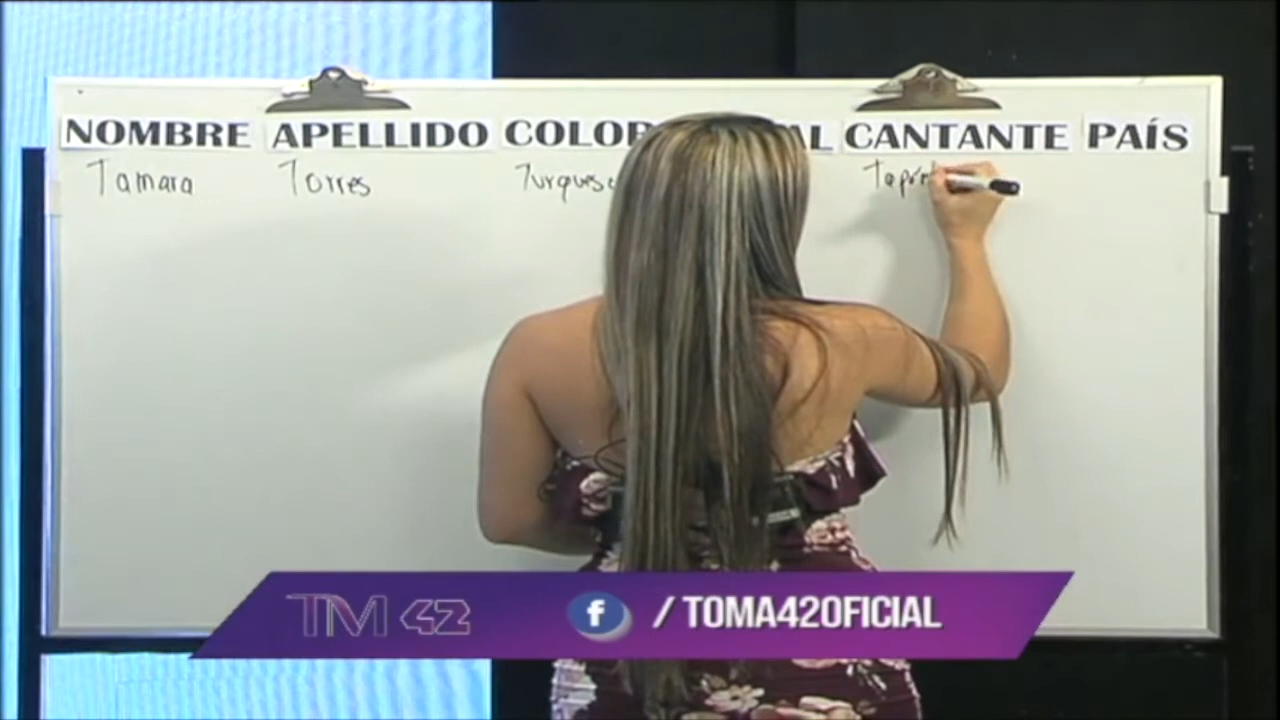 NOMBRE APELLIDO COLOR CANTANTE PAÍS
Tamara Torres
TM 42 f / TOMA42OFICIAL